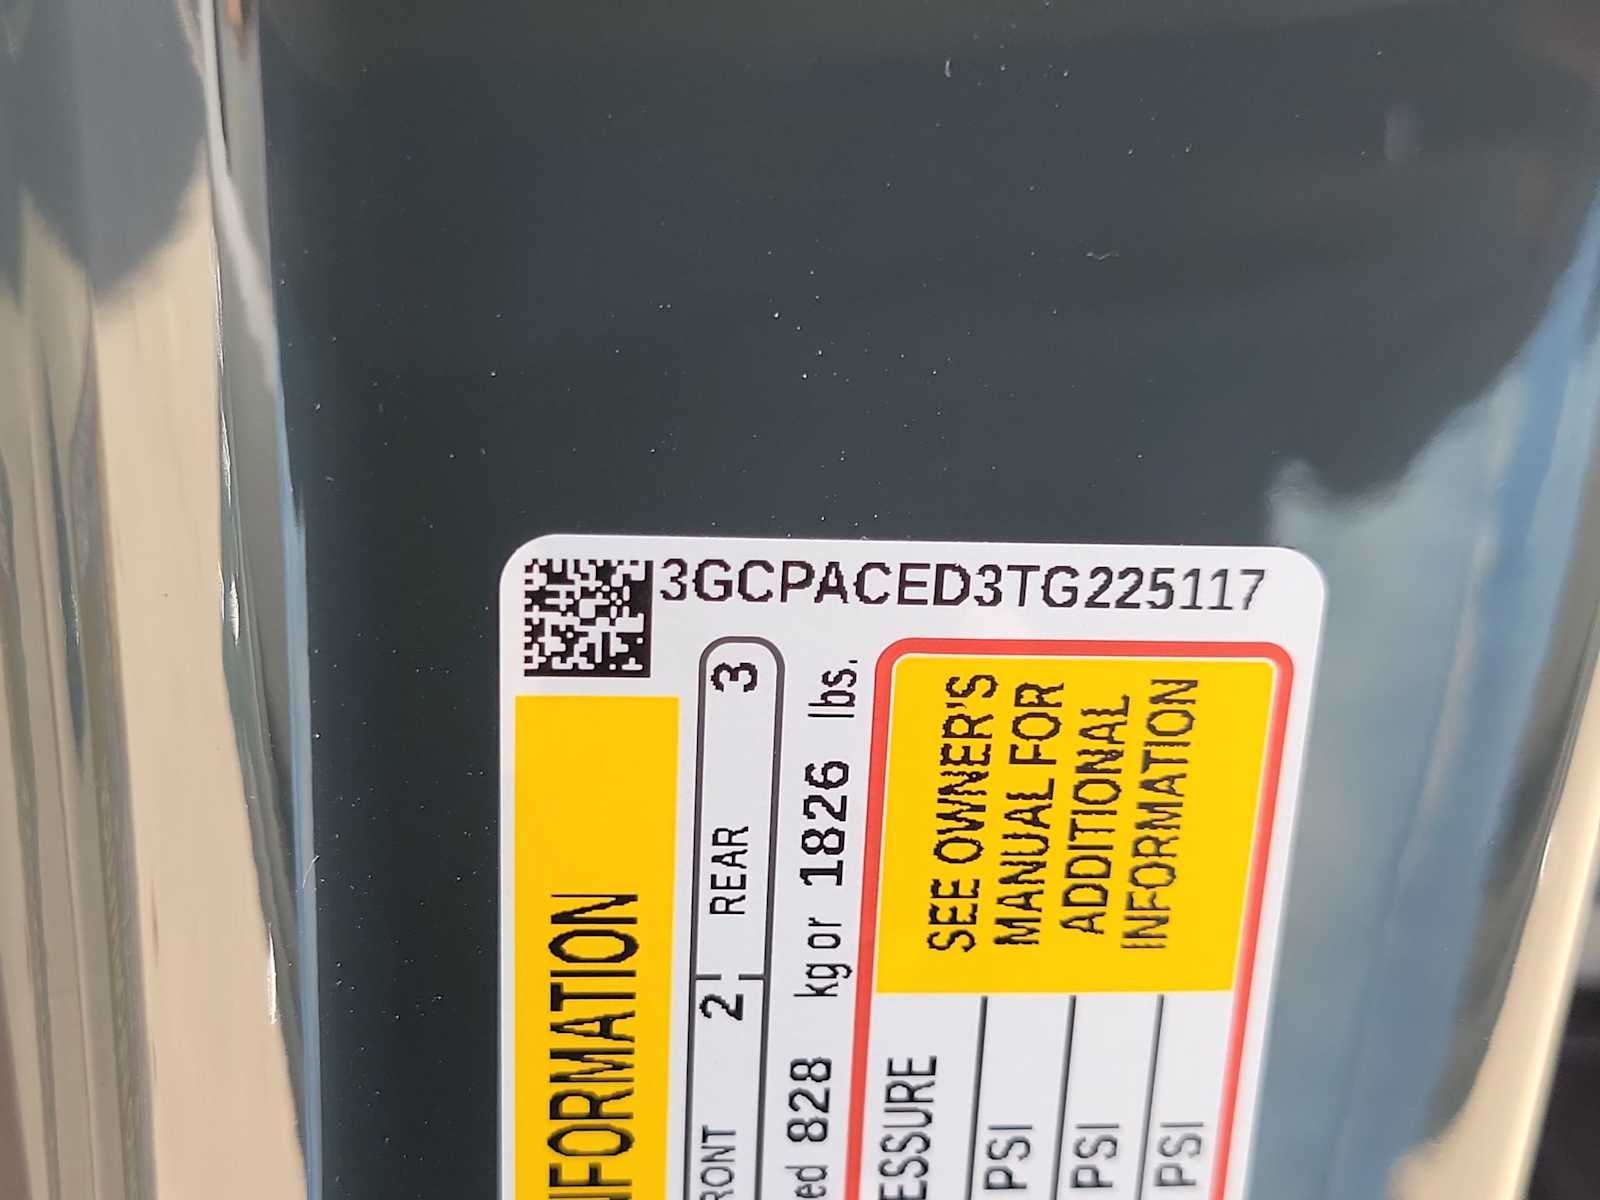 3GCPACED3TG225117
NFORMATION
RONT 2 REAR 3
ed 828 kg or 1826 lbs.
ESSURE
PSI
PSI
PSI
SEE OWNER'S
MANUAL FOR
ADDITIONAL
INFORMATION